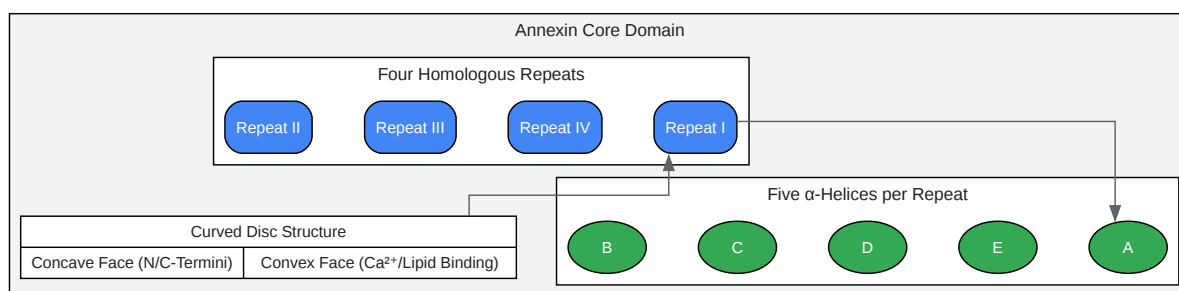 Annexin Core Domain
Four Homologous Repeats
Repeat II
Repeat III
Repeat IV
Repeat I
Five α-Helices per Repeat
B
C
D
E
A
Curved Disc Structure
Concave Face (N/C-Termini)
Convex Face (Ca²⁺/Lipid Binding)